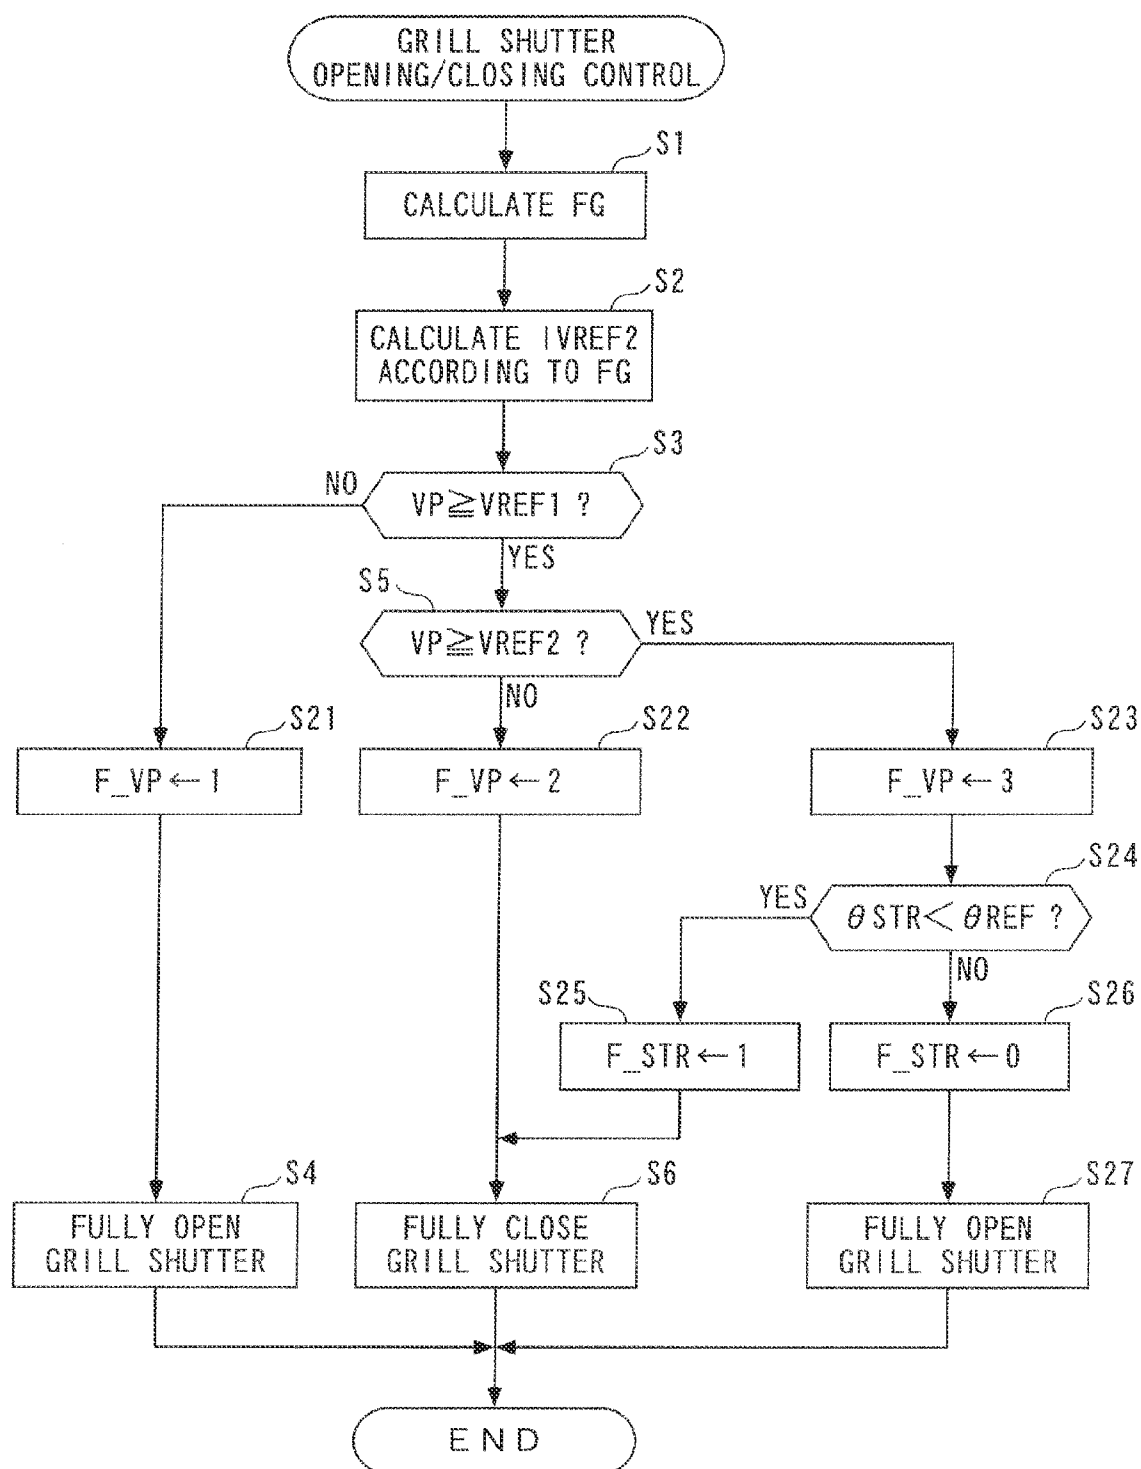 GRILL SHUTTER
OPENING/CLOSING CONTROL
S1
CALCULATE FG
S2
CALCULATE IVREF2
ACCORDING TO FG
S3
NO
VP≧VREF1 ?
YES
S5
VP≧VREF2 ?
YES
NO
S21
F_VP←1
S22
F_VP←2
S23
F_VP←3
S24
YES
θSTR<θREF ?
NO
S25
F_STR←1
S26
F_STR←0
S4
FULLY OPEN
GRILL SHUTTER
S6
FULLY CLOSE
GRILL SHUTTER
S27
FULLY OPEN
GRILL SHUTTER
END